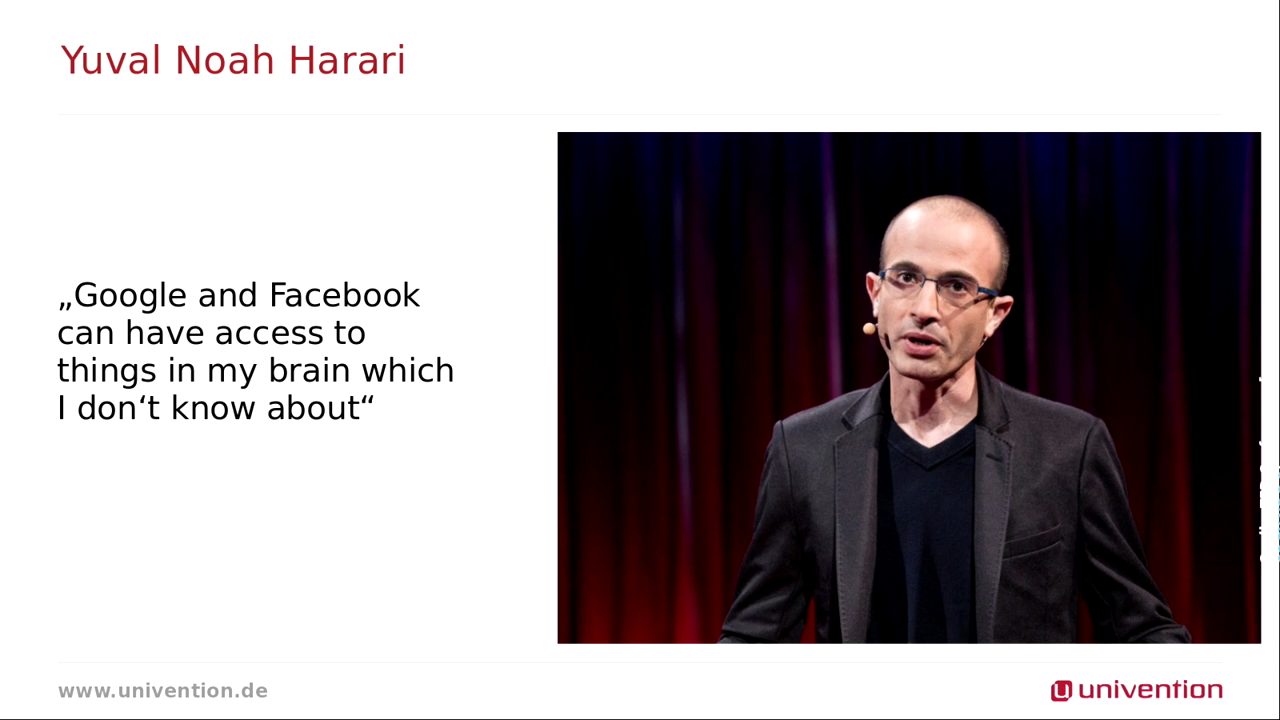 Yuval Noah Harari
„Google and Facebook
can have access to
things in my brain which
I don‘t know about“
www.univention.de
univention